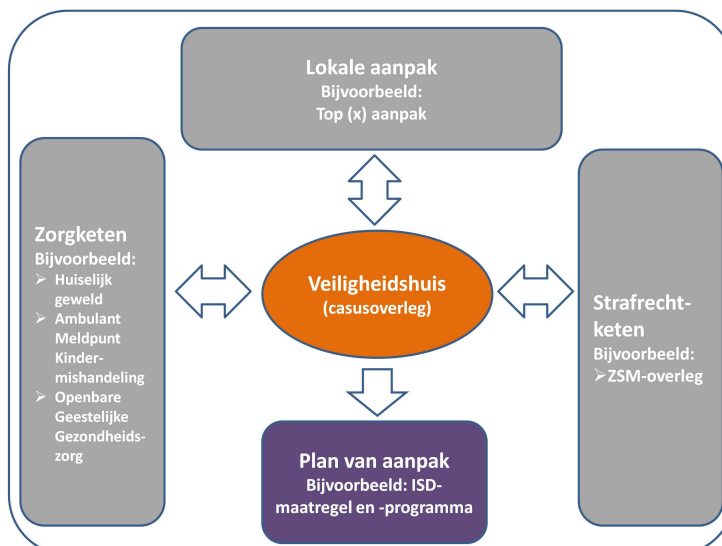 Lokale aanpak
Bijvoorbeeld:
Top (x) aanpak
Zorgketen
Bijvoorbeeld:
➢ Huiselijk
geweld
➢ Ambulant
Meldpunt
Kinder-
mishandeling
➢ Openbare
Geestelijke
Gezondheids-
zorg
Veiligheidshuis
(casusoverleg)
Strafrecht-
keten
Bijvoorbeeld:
➢ZSM-overleg
Plan van aanpak
Bijvoorbeeld: ISD-
maatregel en -programma